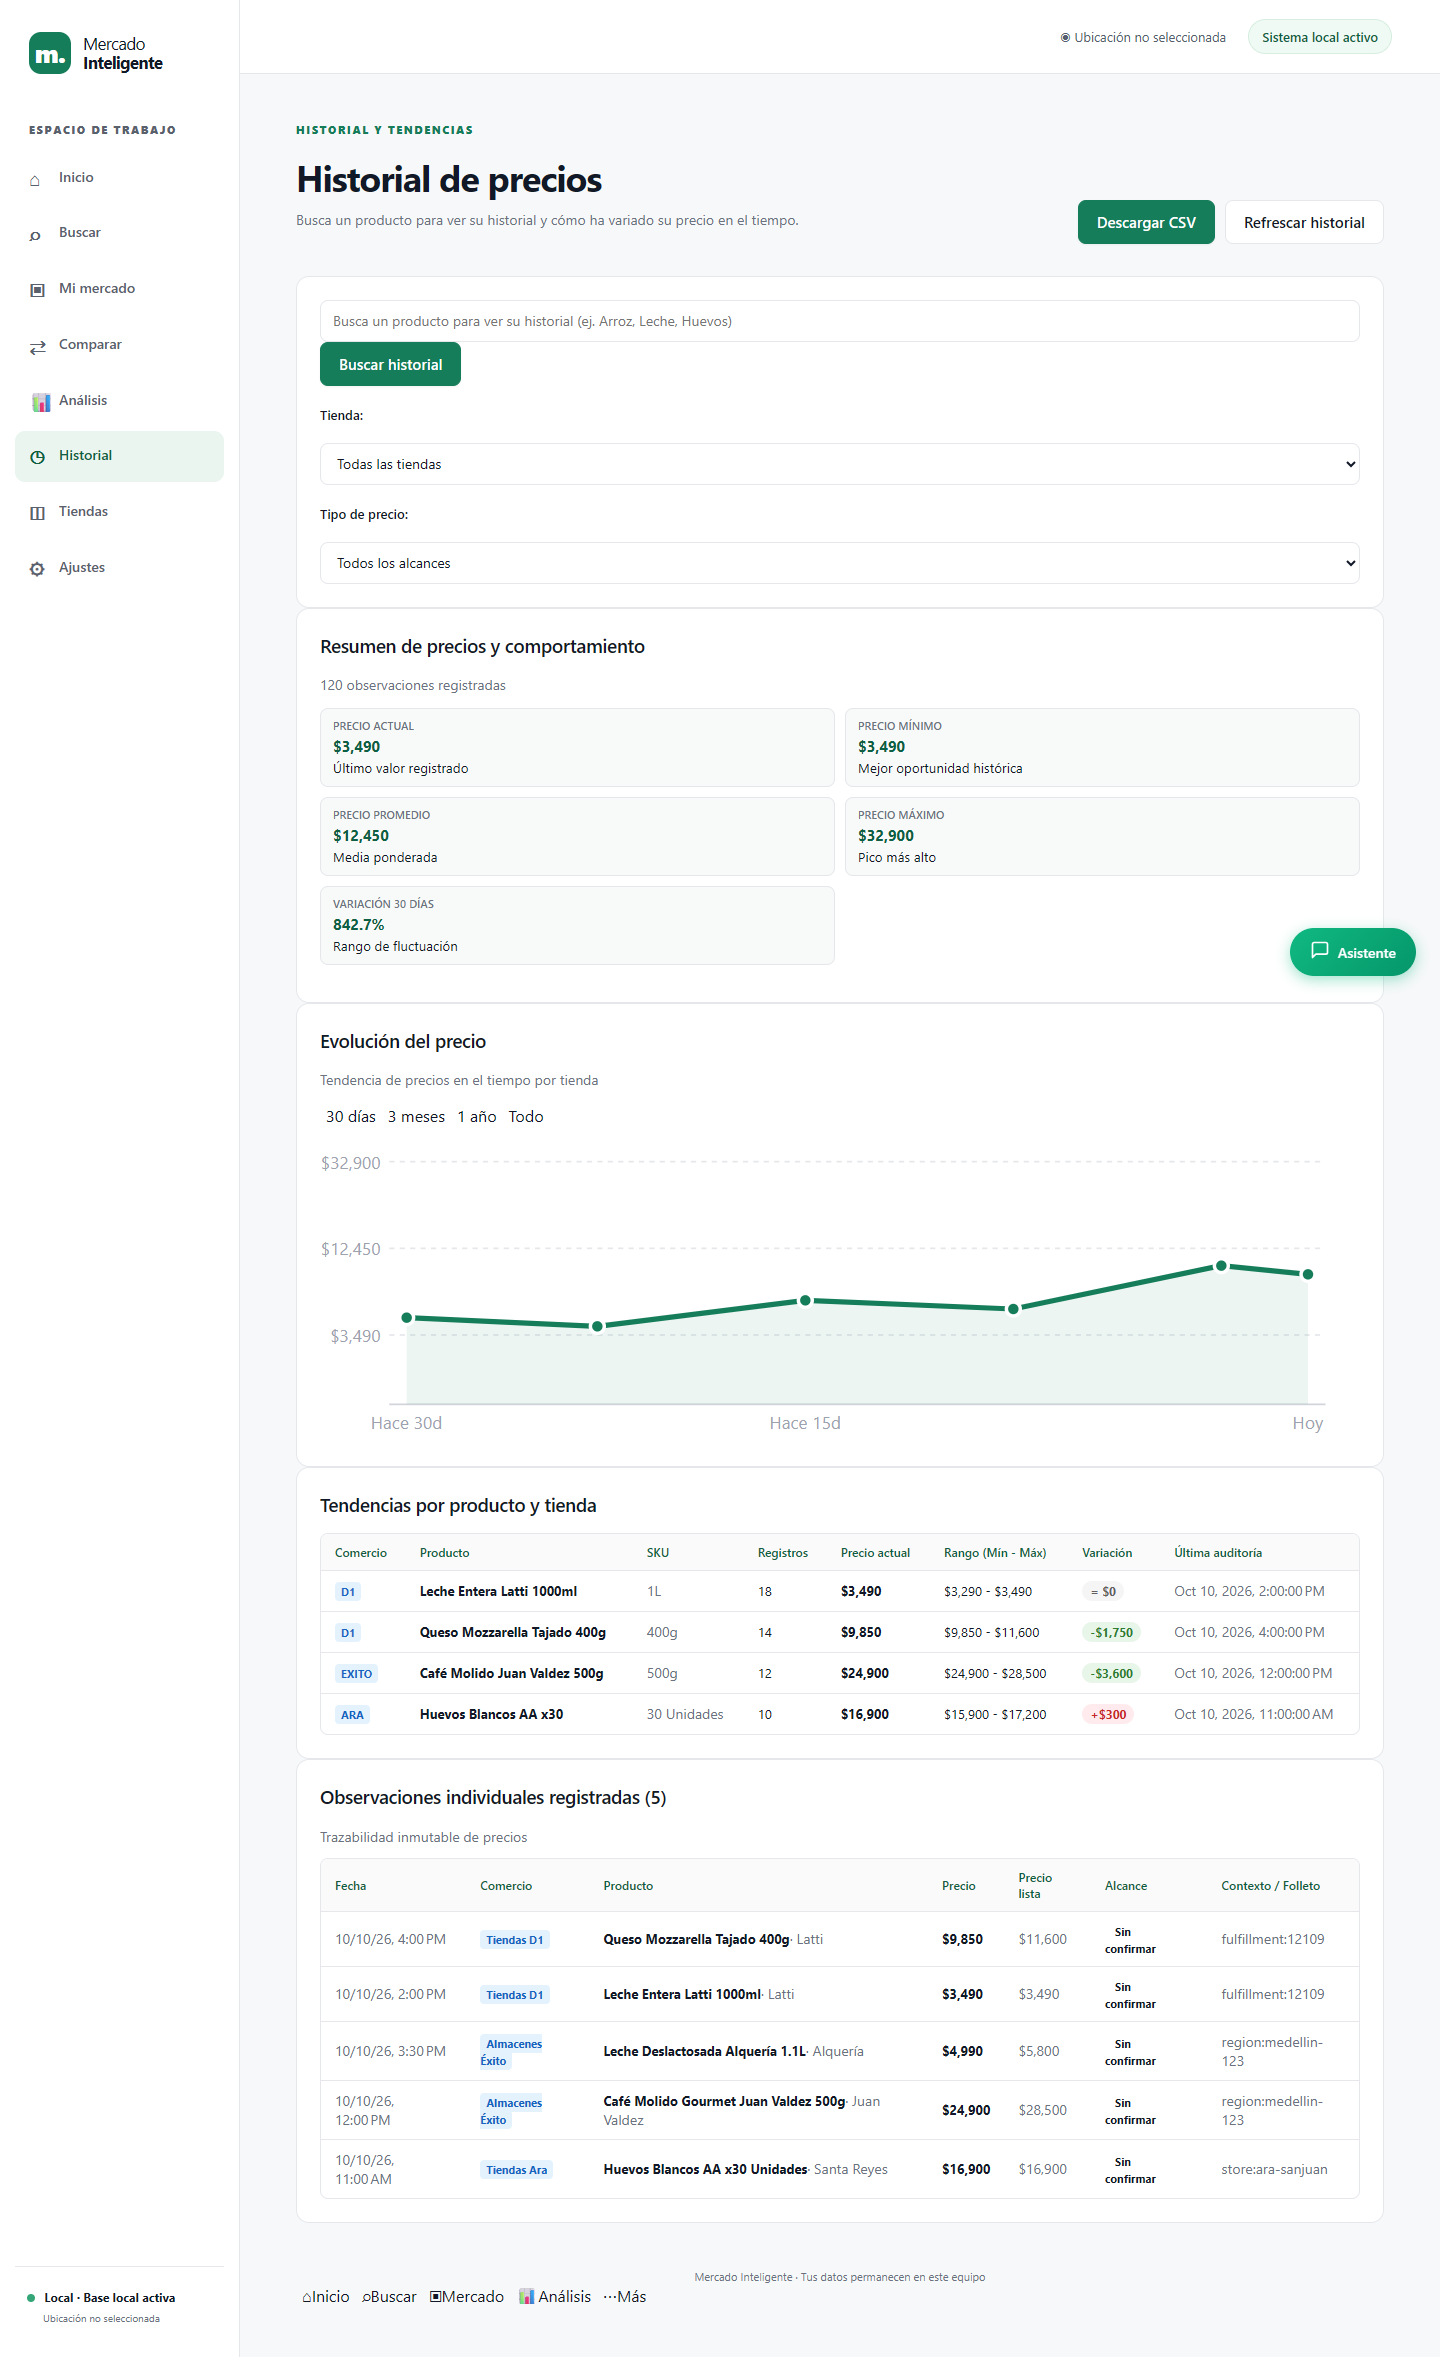 m. Mercado
Inteligente
ESPACIO DE TRABAJO
Inicio
Buscar
Mi mercado
Comparar
Análisis
Historial
Tiendas
Ajustes
Local · Base local activa
Ubicación no seleccionada
Ubicación no seleccionada
Sistema local activo
HISTORIAL Y TENDENCIAS
Historial de precios
Busca un producto para ver su historial y cómo ha variado su precio en el tiempo.
Descargar CSV
Refrescar historial
Busca un producto para ver su historial (ej. Arroz, Leche, Huevos)
Buscar historial
Tienda:
Todas las tiendas
Tipo de precio:
Todos los alcances
Resumen de precios y comportamiento
120 observaciones registradas
PRECIO ACTUAL
$3,490
Último valor registrado
PRECIO MÍNIMO
$3,490
Mejor oportunidad histórica
PRECIO PROMEDIO
$12,450
Media ponderada
PRECIO MÁXIMO
$32,900
Pico más alto
VARIACIÓN 30 DÍAS
842.7%
Rango de fluctuación
Asistente
Evolución del precio
Tendencia de precios en el tiempo por tienda
30 días 3 meses 1 año Todo
$32,900
$12,450
$3,490
Hace 30d Hace 15d Hoy
Tendencias por producto y tienda
Comercio Producto SKU Registros Precio actual Rango (Mín - Máx) Variación Última auditoría
D1 Leche Entera Latti 1000ml 1L 18 $3,490 $3,290 - $3,490 = $0 Oct 10, 2026, 2:00:00 PM
D1 Queso Mozzarella Tajado 400g 400g 14 $9,850 $9,850 - $11,600 -$1,750 Oct 10, 2026, 4:00:00 PM
EXITO Café Molido Juan Valdez 500g 500g 12 $24,900 $24,900 - $28,500 -$3,600 Oct 10, 2026, 12:00:00 PM
ARA Huevos Blancos AA x30 30 Unidades 10 $16,900 $15,900 - $17,200 +$300 Oct 10, 2026, 11:00:00 AM
Observaciones individuales registradas (5)
Trazabilidad inmutable de precios
Fecha Comercio Producto Precio Precio lista Alcance Contexto / Folleto
10/10/26, 4:00 PM Tiendas D1 Queso Mozzarella Tajado 400g· Latti $9,850 $11,600 Sin confirmar fulfillment:12109
10/10/26, 2:00 PM Tiendas D1 Leche Entera Latti 1000ml· Latti $3,490 $3,490 Sin confirmar fulfillment:12109
10/10/26, 3:30 PM Almacenes Éxito Leche Deslactosada Alquería 1.1L· Alquería $4,990 $5,800 Sin confirmar region:medellin-123
10/10/26, 12:00 PM Almacenes Éxito Café Molido Gourmet Juan Valdez 500g· Juan Valdez $24,900 $28,500 Sin confirmar region:medellin-123
10/10/26, 11:00 AM Tiendas Ara Huevos Blancos AA x30 Unidades· Santa Reyes $16,900 $16,900 Sin confirmar store:ara-sanjuan
Mercado Inteligente · Tus datos permanecen en este equipo
Inicio Buscar Mercado Análisis ···Más